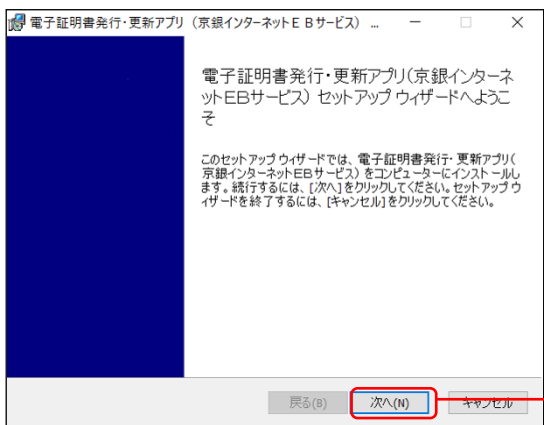 電子証明書発行・更新アプリ（京銀インターネットＥＢサービス） ...
電子証明書発行・更新アプリ(京銀インターネ
ットEBサービス) セットアップ ウィザードへようこ
そ
このセットアップ ウィザードでは、電子証明書発行・更新アプリ(
京銀インターネットEBサービス) をコンピューターにインストールし
ます。続行するには、[次へ] をクリックしてください。セットアップ ウ
ィザードを終了するには、[キャンセル] をクリックしてください。
戻る(B) 次へ(N) キャンセル